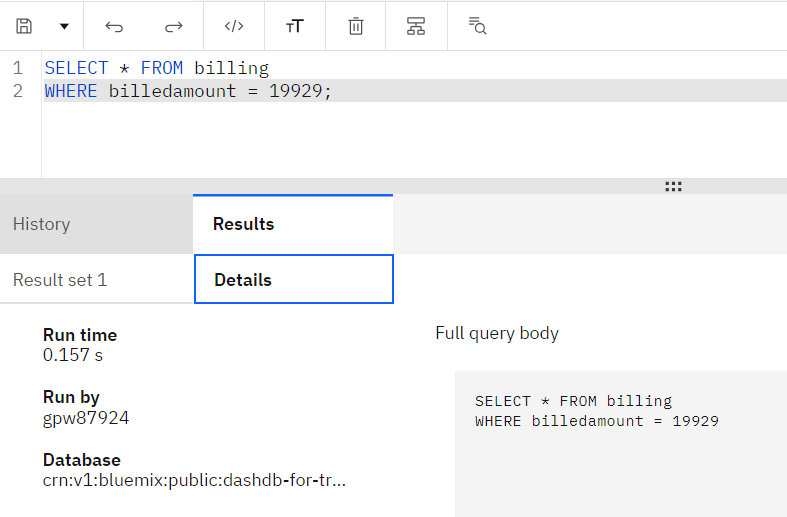 </>
TT
1 SELECT * FROM billing
2 WHERE billedamount = 19929;
History
Results
Result set 1
Details
Run time
0.157 s
Run by
gpw87924
Database
crn:v1:bluemix:public:dashdb-for-tr...
Full query body
SELECT * FROM billing
WHERE billedamount = 19929